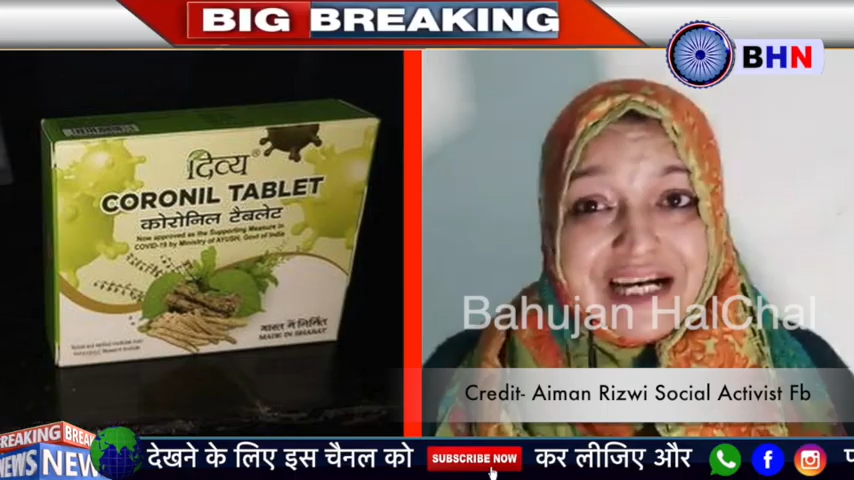 BIG BREAKING
BHN
दिव्य®
CORONIL TABLET
कोरोनिल टैबलेट
Now approved as the Supporting Measure in
COVID-19 by Ministry of AYUSH, Govt of India
भारत में निर्मित
MADE IN BHARAT
Bahujan HalChal
Credit- Aiman Rizwi Social Activist Fb
BREAKING BREA
NEWS NEW
देखने के लिए इस चैनल को SUBSCRIBE NOW कर लीजिए और